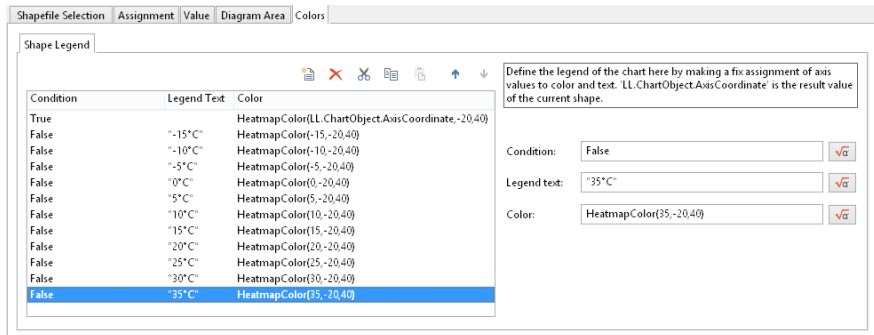 Shapefile Selection Assignment Value Diagram Area Colors
Shape Legend
Define the legend of the chart here by making a fix assignment of axis
values to color and text. 'LL.ChartObject.AxisCoordinate' is the result value
of the current shape.
Condition Legend Text Color
True HeatmapColor(LL.ChartObject.AxisCoordinate,-20,40)
False "-15°C" HeatmapColor(-15,-20,40)
False "-10°C" HeatmapColor(-10,-20,40)
False "-5°C" HeatmapColor(-5,-20,40)
False "0°C" HeatmapColor(0,-20,40)
False "5°C" HeatmapColor(5,-20,40)
False "10°C" HeatmapColor(10,-20,40)
False "15°C" HeatmapColor(15,-20,40)
False "20°C" HeatmapColor(20,-20,40)
False "25°C" HeatmapColor(25,-20,40)
False "30°C" HeatmapColor(30,-20,40)
False "35°C" HeatmapColor(35,-20,40)
Condition: False √α
Legend text: "35°C" √α
Color: HeatmapColor(35,-20,40) √α